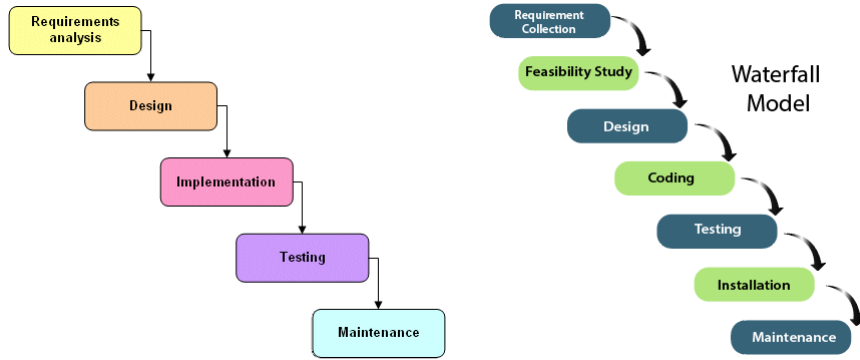 Requirements
analysis
Design
Implementation
Testing
Maintenance
Requirement
Collection
Feasibility Study
Design
Coding
Testing
Installation
Maintenance
Waterfall
Model